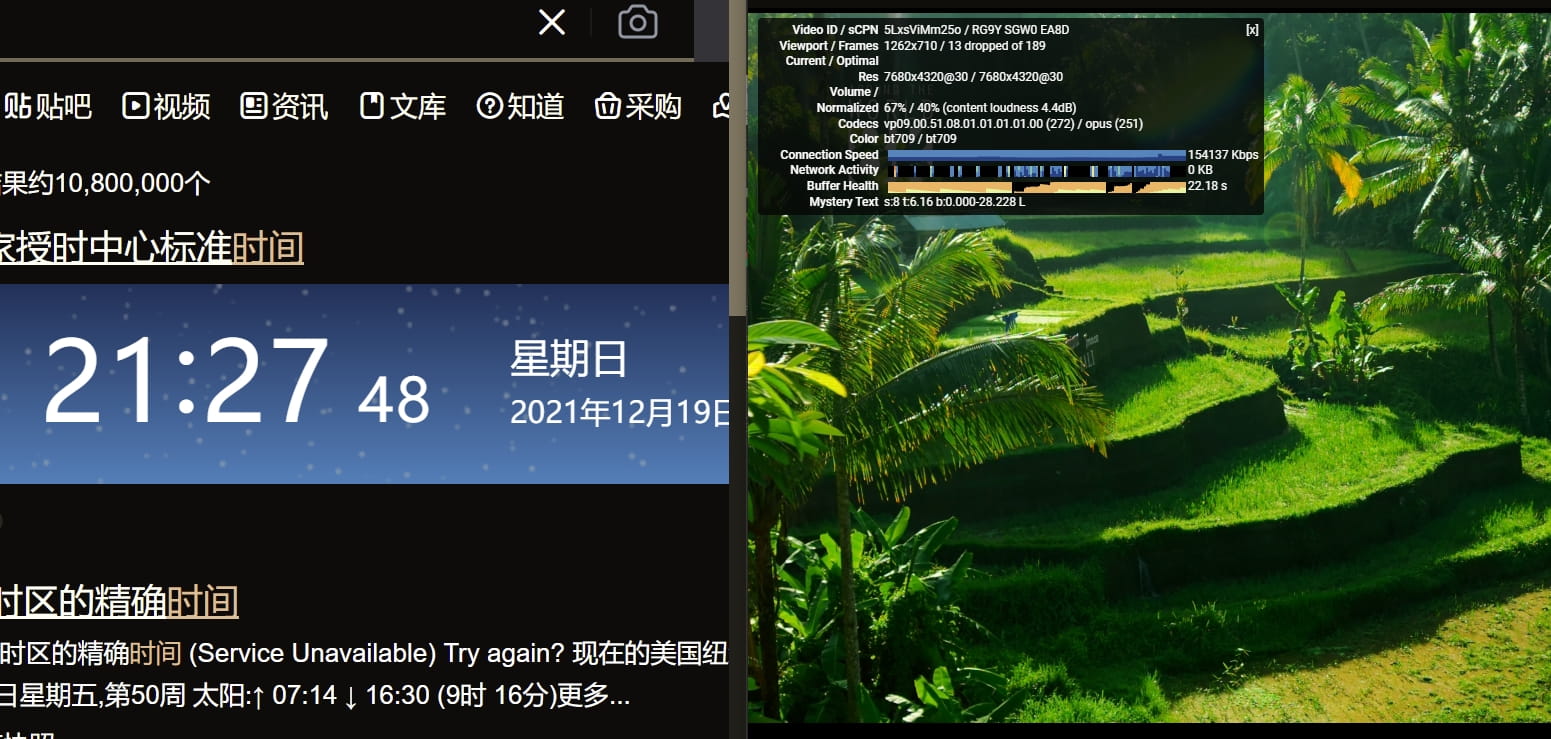 贴吧 视频 资讯 文库 知道 采购
果约10,800,000个
家授时中心标准时间
21:27 48
星期日
2021年12月19日
时区的精确时间
时区的精确时间 (Service Unavailable) Try again? 现在的美国纽
日星期五,第50周 太阳:↑ 07:14 ↓ 16:30 (9时 16分)更多...
Video ID / sCPN 5LxsViMm25o / RG9Y SGW0 EA8D [x]
Viewport / Frames 1262x710 / 13 dropped of 189
Current / Optimal
Res 7680x4320@30 / 7680x4320@30
Volume /
Normalized 67% / 40% (content loudness 4.4dB)
Codecs vp09.00.51.08.01.01.01.01.00 (272) / opus (251)
Color bt709 / bt709
Connection Speed 154137 Kbps
Network Activity 0 KB
Buffer Health 22.18 s
Mystery Text s:8 t:6.16 b:0.000-28.228 L